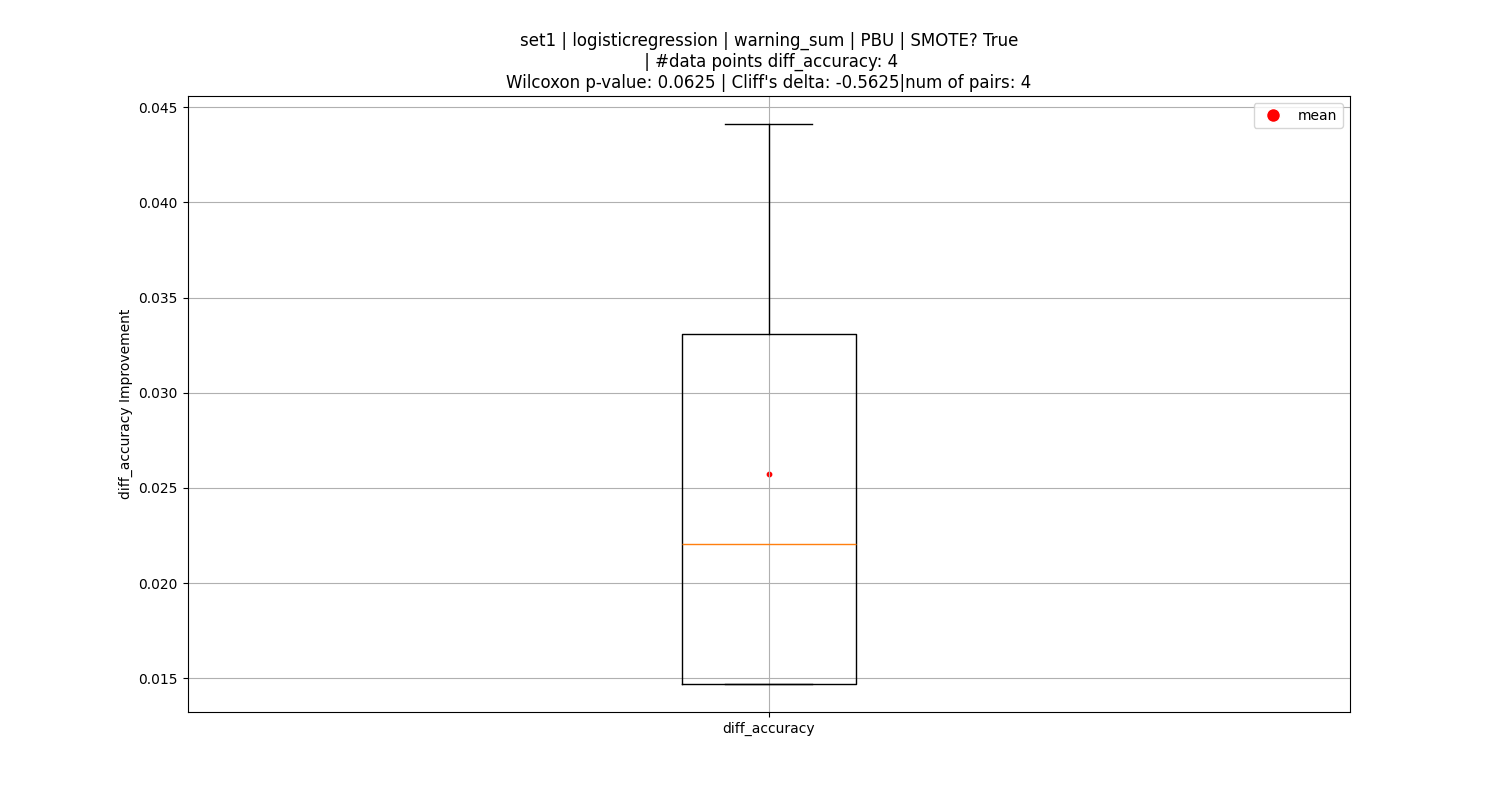 set1 | logisticregression | warning_sum | PBU | SMOTE? True
| #data points diff_accuracy: 4
Wilcoxon p-value: 0.0625 | Cliff's delta: -0.5625|num of pairs: 4
mean
0.045
0.040
0.035
0.030
0.025
0.020
0.015
diff_accuracy Improvement
diff_accuracy